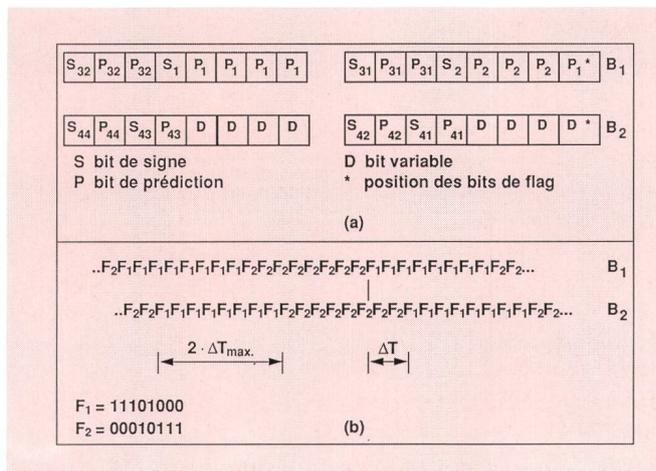 S32 P32 P32 S1 P1 P1 P1 P1 S31 P31 P31 S2 P2 P2 P2 P1* B1
S44 P44 S43 P43 D D D D S42 P42 S41 P41 D D D D* B2
S bit de signe D bit variable
P bit de prédiction * position des bits de flag
(a)
..F2F1F1F1F1F1F1F1F1F2F2F2F2F2F2F2F2F1F1F1F1F1F1F1F1F2F2... B1
..F2F2F1F1F1F1F1F1F1F1F2F2F2F2F2F2F2F2F1F1F1F1F1F1F1F1F2F2... B2
2 · ΔTmax. ΔT
F1 = 11101000
F2 = 00010111 (b)